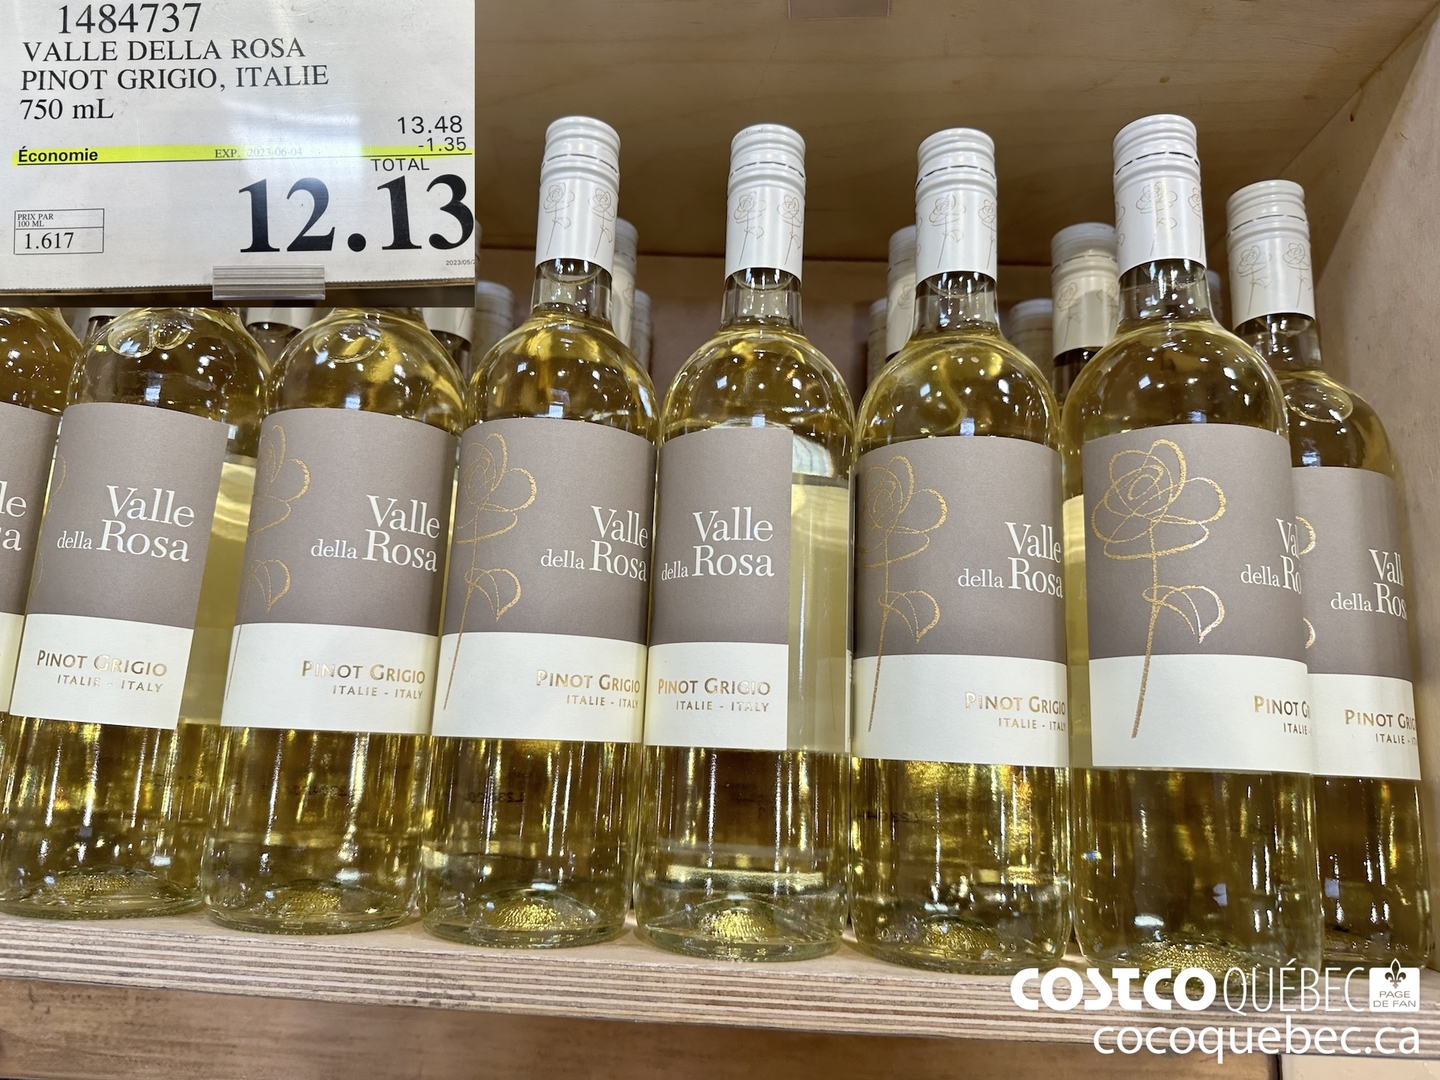 1484737
VALLE DELLA ROSA
PINOT GRIGIO, ITALIE
750 mL
13.48
-1.35
Économie
EXP. 2023-06-04
TOTAL
12.13
PRIX PAR
100 ML
1.617
Valle
della Rosa
PINOT GRIGIO
ITALIE - ITALY
Valle
della Rosa
PINOT GRIGIO
ITALIE - ITALY
Valle
della Rosa
PINOT GRIGIO
ITALIE - ITALY
Valle
della Rosa
PINOT GRIGIO
ITALIE - ITALY
Valle
della Rosa
PINOT GRIGIO
ITALIE - ITALY
della
PINOT
ITALIE
della
PINOT
COSTCO QUÉBEC
PAGE
DE FAN
cocoquebec.ca